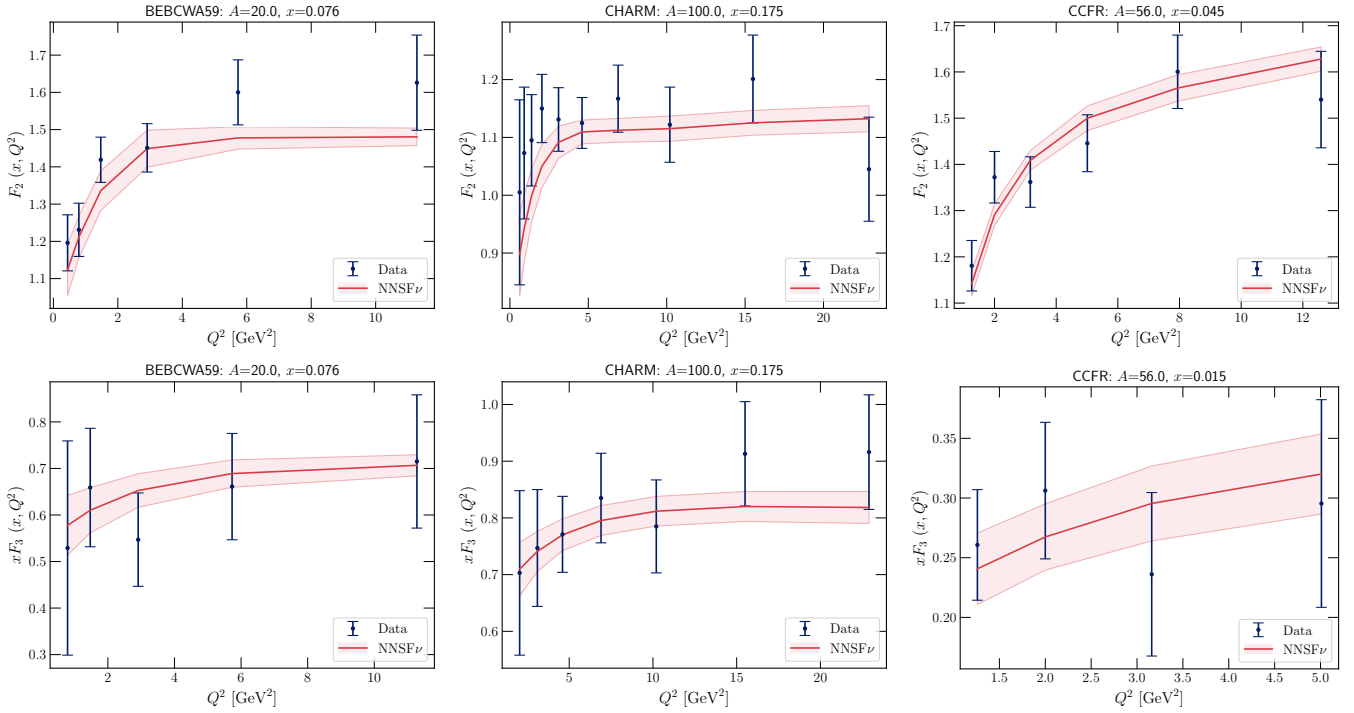 BEBCWA59: A=20.0, x=0.076
F₂ (x, Q²)
1.7
1.6
1.5
1.4
1.3
1.2
1.1
0 2 4 6 8 10
Q² [GeV²]
Data
NNSFν
CHARM: A=100.0, x=0.175
F₂ (x, Q²)
1.2
1.1
1.0
0.9
0 5 10 15 20
Q² [GeV²]
Data
NNSFν
CCFR: A=56.0, x=0.045
F₂ (x, Q²)
1.7
1.6
1.5
1.4
1.3
1.2
1.1
2 4 6 8 10 12
Q² [GeV²]
Data
NNSFν
BEBCWA59: A=20.0, x=0.076
xF₃ (x, Q²)
0.8
0.7
0.6
0.5
0.4
0.3
2 4 6 8 10
Q² [GeV²]
Data
NNSFν
CHARM: A=100.0, x=0.175
xF₃ (x, Q²)
1.0
0.9
0.8
0.7
0.6
5 10 15 20
Q² [GeV²]
Data
NNSFν
CCFR: A=56.0, x=0.015
xF₃ (x, Q²)
0.35
0.30
0.25
0.20
1.5 2.0 2.5 3.0 3.5 4.0 4.5 5.0
Q² [GeV²]
Data
NNSFν